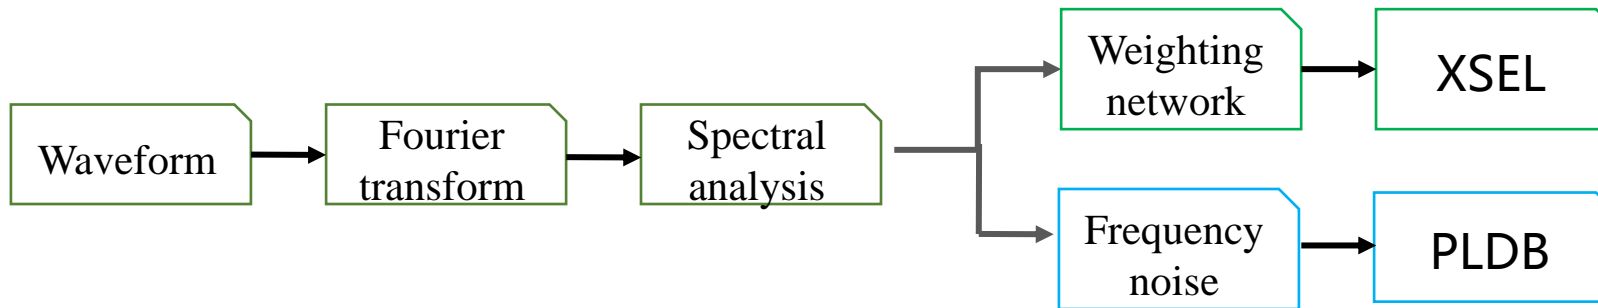 Waveform
Fourier
transform
Spectral
analysis
Weighting
network
XSEL
Frequency
noise
PLDB